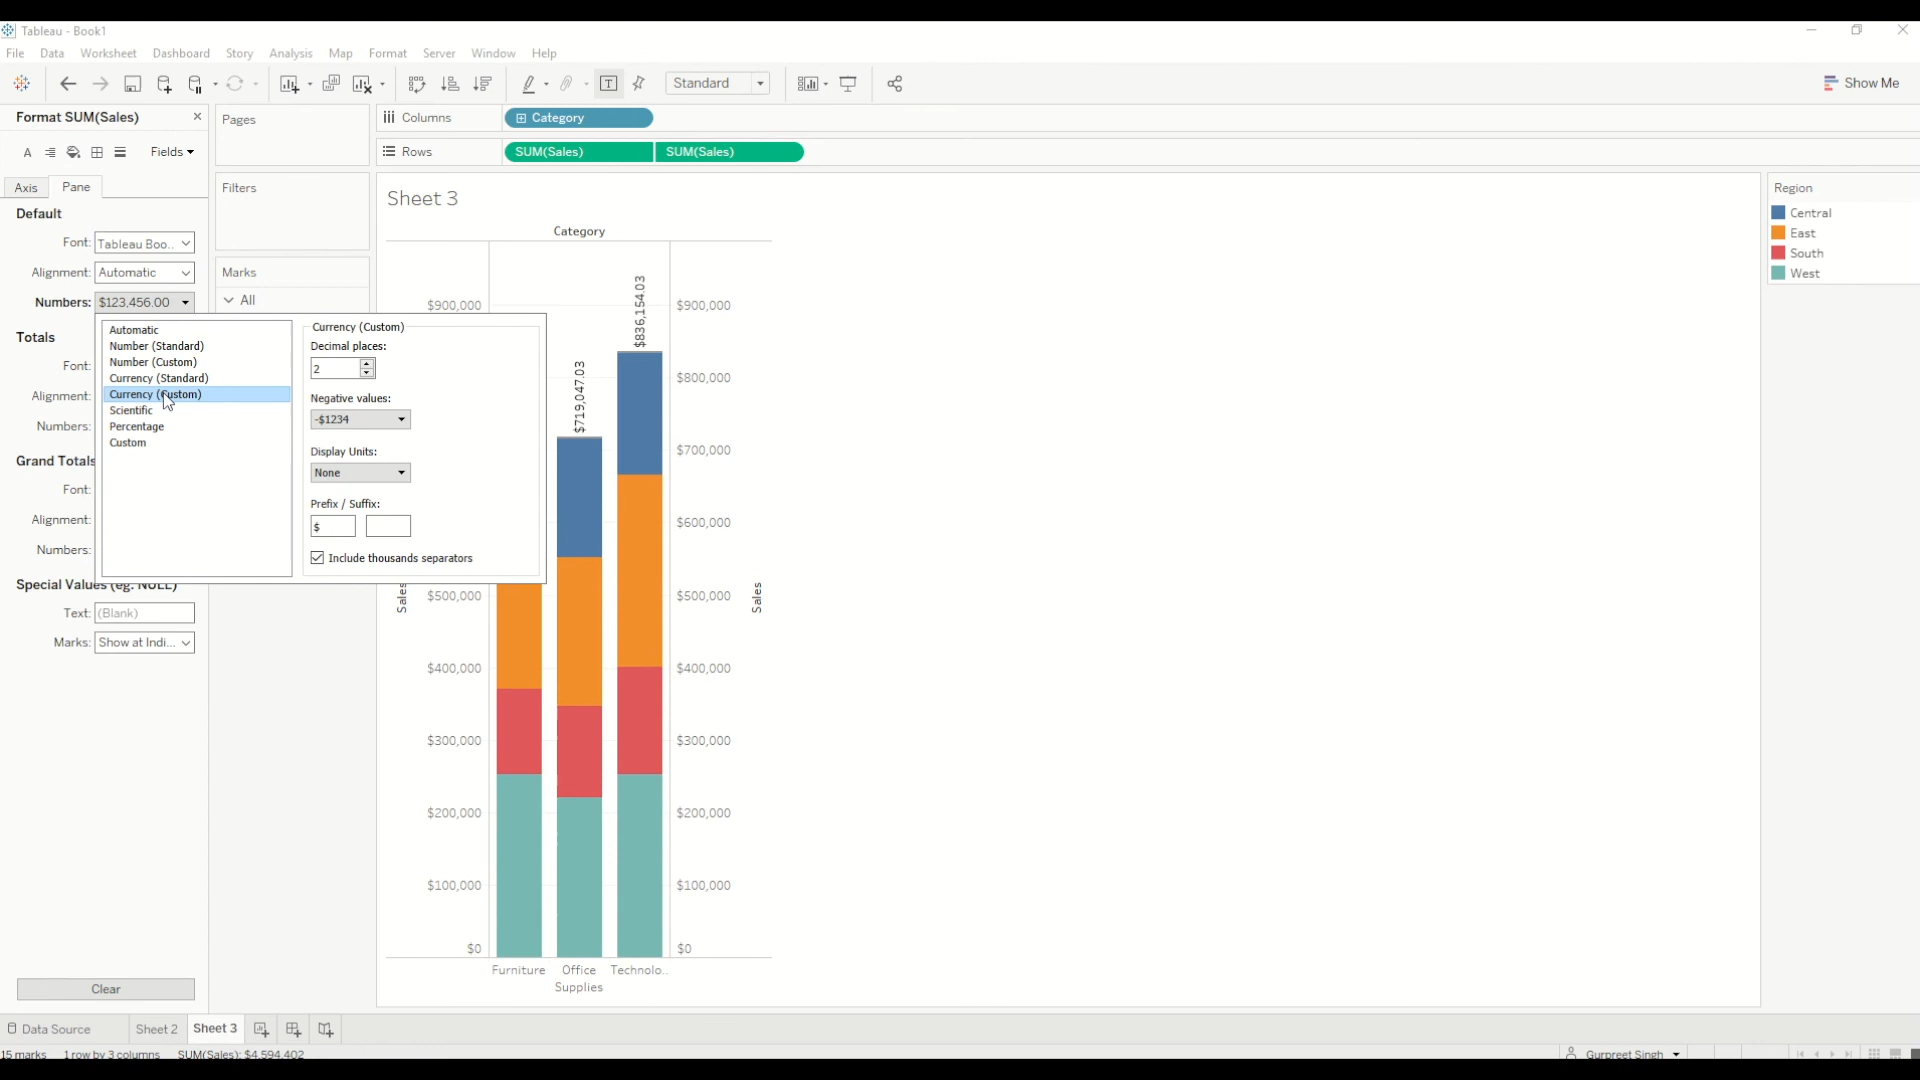 Tableau - Book1
File Data Worksheet Dashboard Story Analysis Map Format Server Window Help
Standard
Show Me
Format SUM(Sales)
Fields
Axis Pane
Default
Font: Tableau Boo..
Alignment: Automatic
Numbers: $123,456.00
Totals
Font:
Alignment:
Numbers:
Grand Totals
Font:
Alignment:
Numbers:
Special Values (eg. NULL)
Text: (Blank)
Marks: Show at Indi...
Clear
Automatic
Number (Standard)
Number (Custom)
Currency (Standard)
Currency (Custom)
Scientific
Percentage
Custom
Currency (Custom)
Decimal places:
2
Negative values:
-$1234
Display Units:
None
Prefix / Suffix:
$
Include thousands separators
Pages
Filters
Marks
All
Columns Category
Rows SUM(Sales) SUM(Sales)
Sheet 3
Category
$900,000
$500,000
$400,000
$300,000
$200,000
$100,000
$0
Sales
$719,047.03
$836,154.03
$900,000
$800,000
$700,000
$600,000
$500,000
$400,000
$300,000
$200,000
$100,000
$0
Sales
Furniture
Office
Supplies
Technolo..
Region
Central
East
South
West
Data Source Sheet 2 Sheet 3
15 marks 1 row by 3 columns SUM(Sales): $4,594,402
Gurpreet Singh